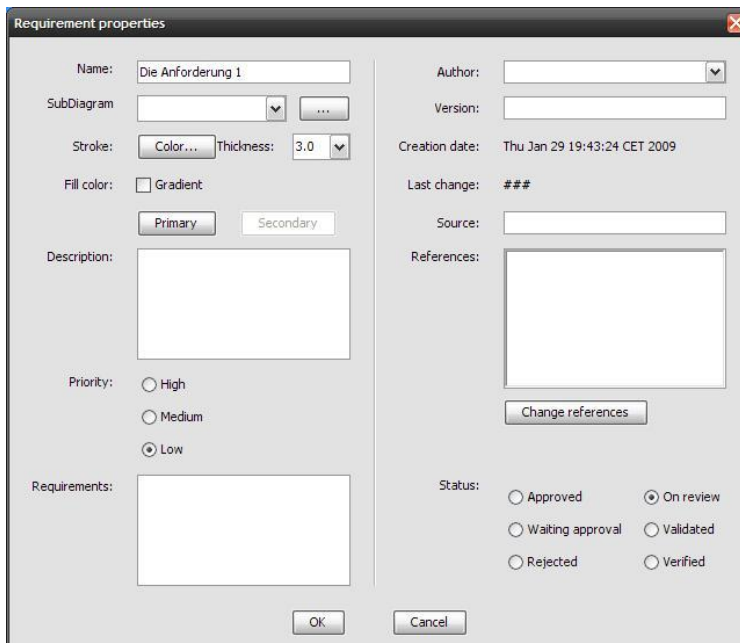 Requirement properties
Name: Die Anforderung 1
SubDiagram ...
Stroke: Color... Thickness: 3.0
Fill color: Gradient
Primary Secondary
Description:
Priority: High
Medium
Low
Requirements:
Author:
Version:
Creation date: Thu Jan 29 19:43:24 CET 2009
Last change: ###
Source:
References:
Change references
Status:
Approved On review
Waiting approval Validated
Rejected Verified
OK Cancel